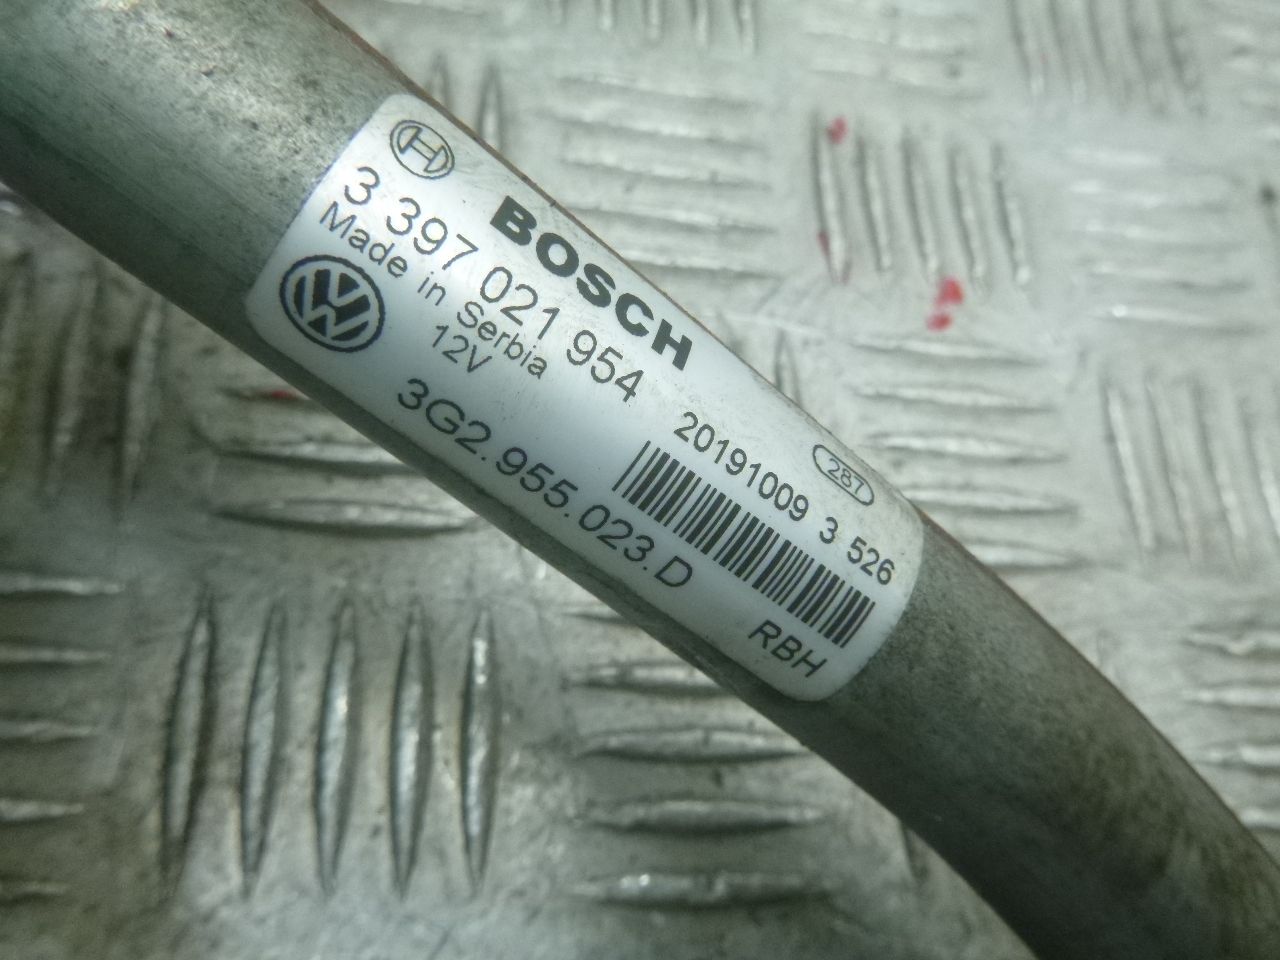 BOSCH
3 397 021 954
Made in Serbia
12V
3G2.955.023.D
287
20191009 3 526
RBH